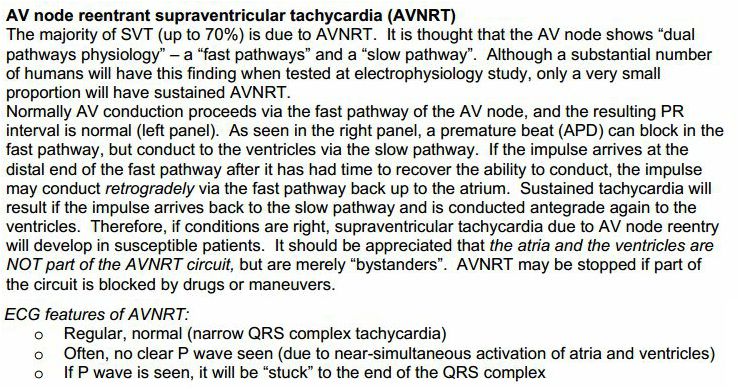 AV node reentrant supraventricular tachycardia (AVNRT)
The majority of SVT (up to 70%) is due to AVNRT.  It is thought that the AV node shows “dual
pathways physiology” – a “fast pathways” and a “slow pathway”.  Although a substantial number
of humans will have this finding when tested at electrophysiology study, only a very small
proportion will have sustained AVNRT.
Normally AV conduction proceeds via the fast pathway of the AV node, and the resulting PR
interval is normal (left panel).  As seen in the right panel, a premature beat (APD) can block in the
fast pathway, but conduct to the ventricles via the slow pathway.  If the impulse arrives at the
distal end of the fast pathway after it has had time to recover the ability to conduct, the impulse
may conduct retrogradely via the fast pathway back up to the atrium.  Sustained tachycardia will
result if the impulse arrives back to the slow pathway and is conducted antegrade again to the
ventricles.  Therefore, if conditions are right, supraventricular tachycardia due to AV node reentry
will develop in susceptible patients.  It should be appreciated that the atria and the ventricles are
NOT part of the AVNRT circuit, but are merely “bystanders”.  AVNRT may be stopped if part of
the circuit is blocked by drugs or maneuvers.
ECG features of AVNRT:
o Regular, normal (narrow QRS complex tachycardia)
o Often, no clear P wave seen (due to near-simultaneous activation of atria and ventricles)
o If P wave is seen, it will be “stuck” to the end of the QRS complex